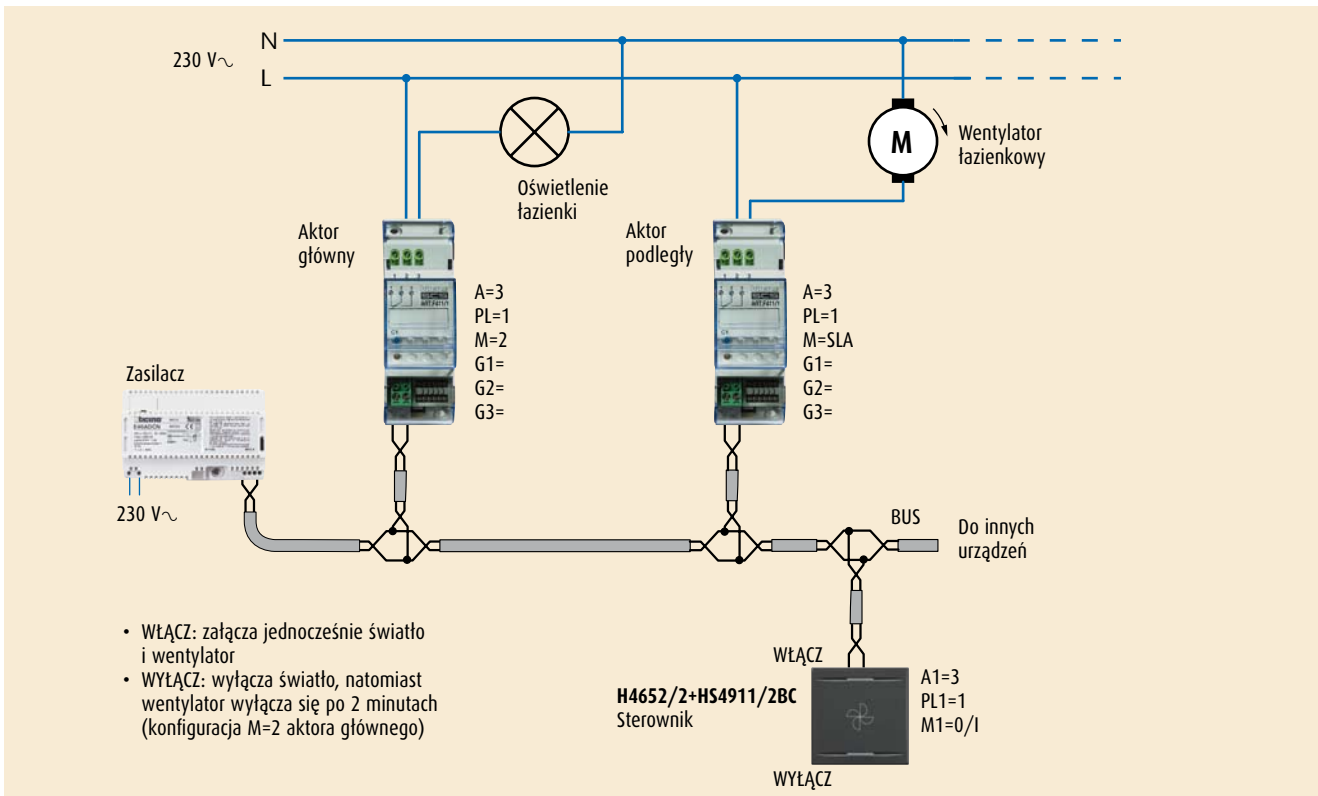 N
230 V~
L
M
Wentylator
łazienkowy
Oświetlenie
łazienki
Aktor
główny
Aktor
podległy
A=3
PL=1
M=2
G1=
G2=
G3=
A=3
PL=1
M=SLA
G1=
G2=
G3=
Zasilacz
bticino
E46ADCN
230 V~
BUS
Do innych
urządzeń
• WŁĄCZ: załącza jednocześnie światło
i wentylator
• WYŁĄCZ: wyłącza światło, natomiast
wentylator wyłącza się po 2 minutach
(konfiguracja M=2 aktora głównego)
WŁĄCZ
H4652/2+HS4911/2BC
Sterownik
A1=3
PL1=1
M1=0/I
WYŁĄCZ